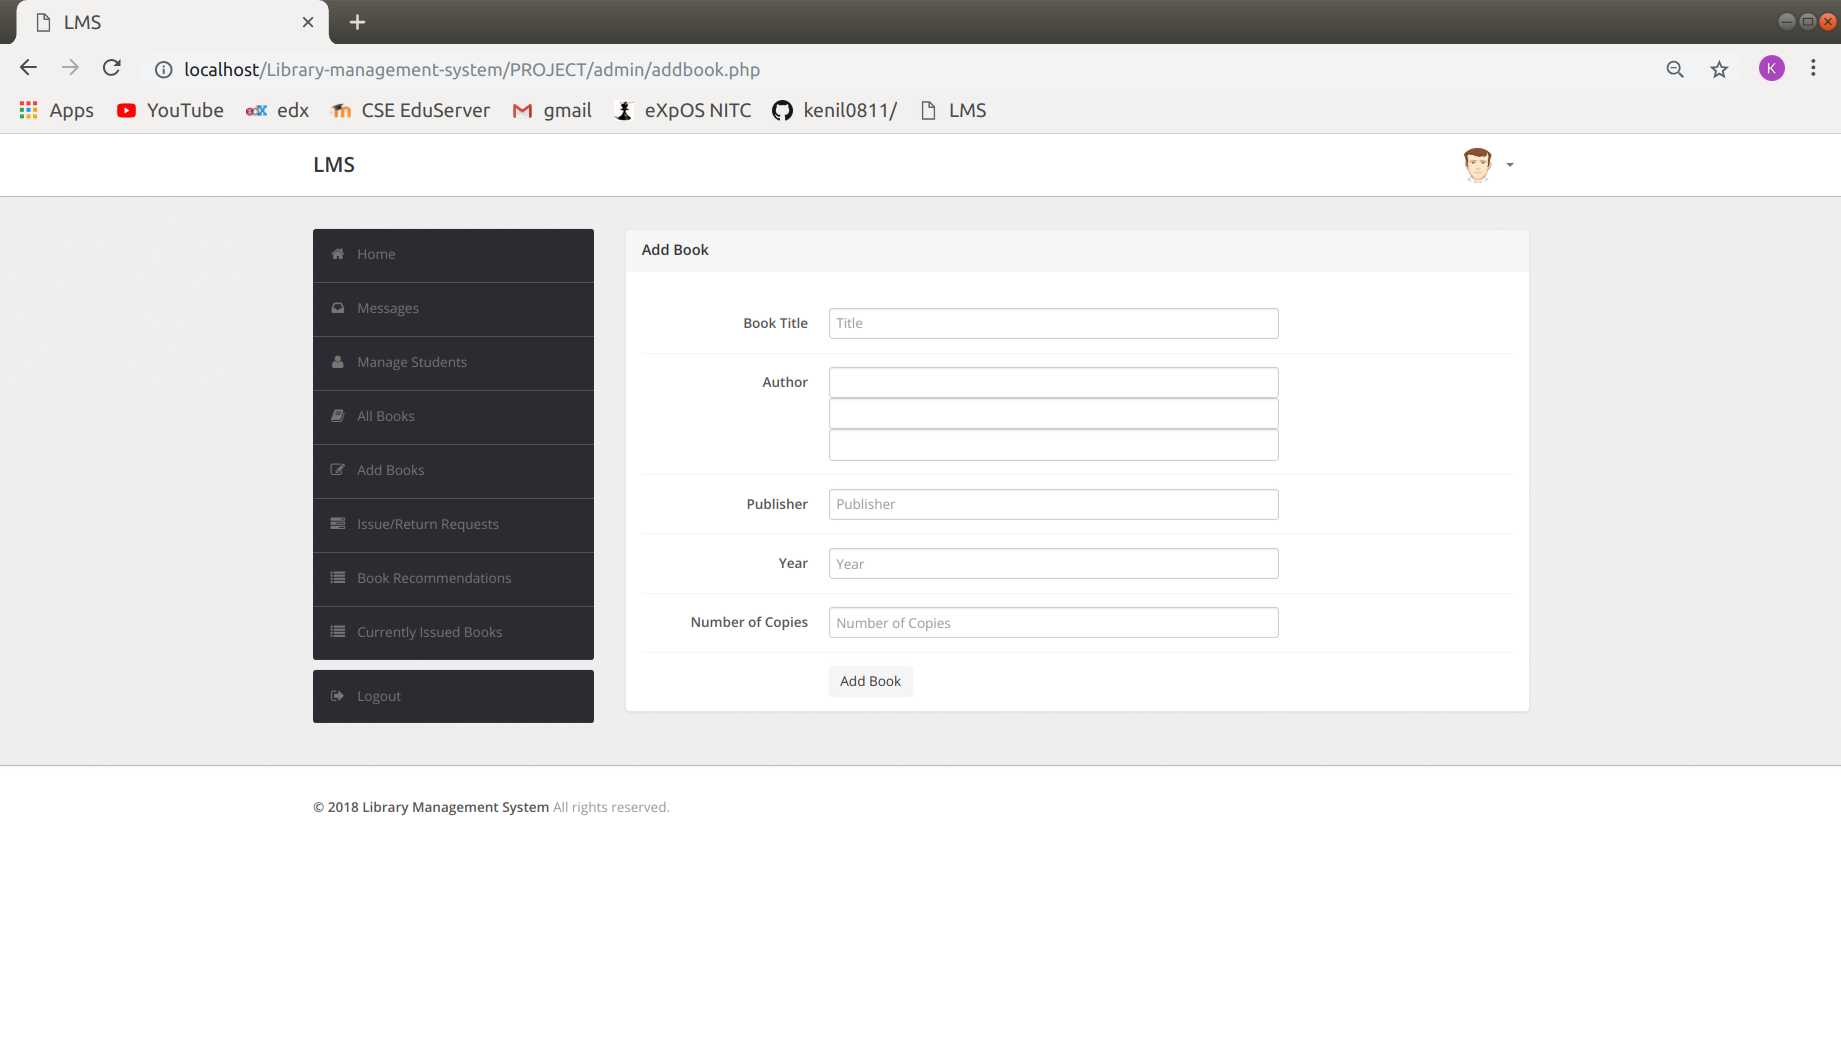 LMS
localhost/Library-management-system/PROJECT/admin/addbook.php
K
Apps YouTube edx CSE EduServer gmail eXpOS NITC kenil0811/ LMS
LMS
Home
Messages
Manage Students
All Books
Add Books
Issue/Return Requests
Book Recommendations
Currently Issued Books
Logout
Add Book
Book Title Title
Author
Publisher Publisher
Year Year
Number of Copies Number of Copies
Add Book
© 2018 Library Management System All rights reserved.